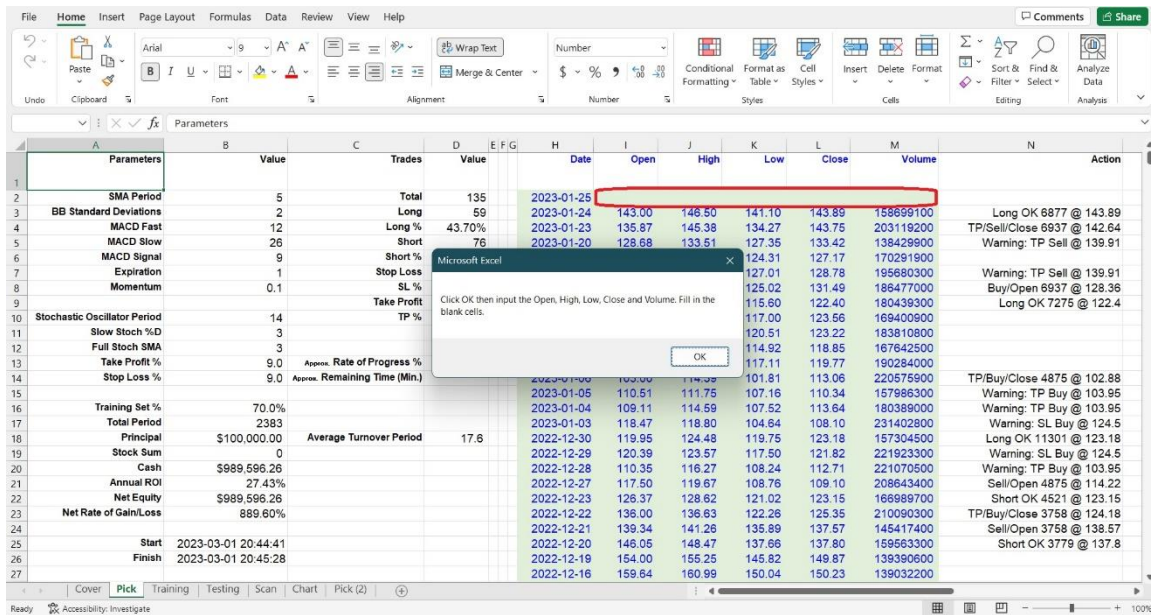 File Home Insert Page Layout Formulas Data Review View Help Comments Share
Arial 9 Wrap Text Number
Paste B I U Merge & Center $ % Conditional Formatting Format as Table Cell Styles Insert Delete Format Sort & Filter Find & Select Analyze Data
Undo Clipboard Font Alignment Number Styles Cells Editing Analysis
fx Parameters
A B C D E F G H I J K L M N
1 Parameters Value Trades Value Date Open High Low Close Volume Action
2 SMA Period 5 Total 135 2023-01-25
3 BB Standard Deviations 2 Long 59 2023-01-24 143.00 146.50 141.10 143.89 158699100 Long OK 6877 @ 143.89
4 MACD Fast 12 Long % 43.70% 2023-01-23 135.87 145.38 134.27 143.75 203119200 TP/Sell/Close 6937 @ 142.64
5 MACD Slow 26 Short 76 2023-01-20 128.68 133.51 127.35 133.42 138429900 Warning: TP Sell @ 139.91
6 MACD Signal 9 Short % 124.31 127.17 170291900
7 Expiration 1 Stop Loss 127.01 128.78 195680300 Warning: TP Sell @ 139.91
8 Momentum 0.1 SL % 125.02 131.49 186477000 Buy/Open 6937 @ 128.36
9 Take Profit 115.60 122.40 180439300 Long OK 7275 @ 122.4
10 Stochastic Oscillator Period 14 TP % 117.00 123.56 169400900
11 Slow Stoch %D 3 120.51 123.22 183810800
12 Full Stoch SMA 3 114.92 118.85 167642500
13 Take Profit % 9.0 Approx. Rate of Progress % 117.11 119.77 190284000
14 Stop Loss % 9.0 Approx. Remaining Time (Min.) 101.81 113.06 220575900 TP/Buy/Close 4875 @ 102.88
15 2023-01-05 110.51 111.75 107.16 110.34 157986300 Warning: TP Buy @ 103.95
16 Training Set % 70.0% 2023-01-04 109.11 114.59 107.52 113.64 180389000 Warning: TP Buy @ 103.95
17 Total Period 2383 2023-01-03 118.47 118.80 104.64 108.10 231402800 Warning: SL Buy @ 124.5
18 Principal $100,000.00 Average Turnover Period 17.6 2022-12-30 119.95 124.48 119.75 123.18 157304500 Long OK 11301 @ 123.18
19 Stock Sum 0 2022-12-29 120.39 123.57 117.50 121.82 221923300 Warning: SL Buy @ 124.5
20 Cash $989,596.26 2022-12-28 110.35 116.27 108.24 112.71 221070500 Warning: TP Buy @ 103.95
21 Annual ROI 27.43% 2022-12-27 117.50 119.67 108.76 109.10 208643400 Sell/Open 4875 @ 114.22
22 Net Equity $989,596.26 2022-12-23 126.37 128.62 121.02 123.15 166989700 Short OK 4521 @ 123.15
23 Net Rate of Gain/Loss 889.60% 2022-12-22 136.00 136.63 122.26 125.35 210090300 TP/Buy/Close 3758 @ 124.18
24 2022-12-21 139.34 141.26 135.89 137.57 145417400 Sell/Open 3758 @ 138.57
25 Start 2023-03-01 20:44:41 2022-12-20 146.05 148.47 137.66 137.80 159563300 Short OK 3779 @ 137.8
26 Finish 2023-03-01 20:45:28 2022-12-19 154.00 155.25 145.82 149.87 139390600
27 2022-12-16 159.64 160.99 150.04 150.23 139032200
Microsoft Excel
Click OK then input the Open, High, Low, Close and Volume. Fill in the
blank cells.
OK
Cover Pick Training Testing Scan Chart Pick (2)
Ready Accessibility: Investigate 100%